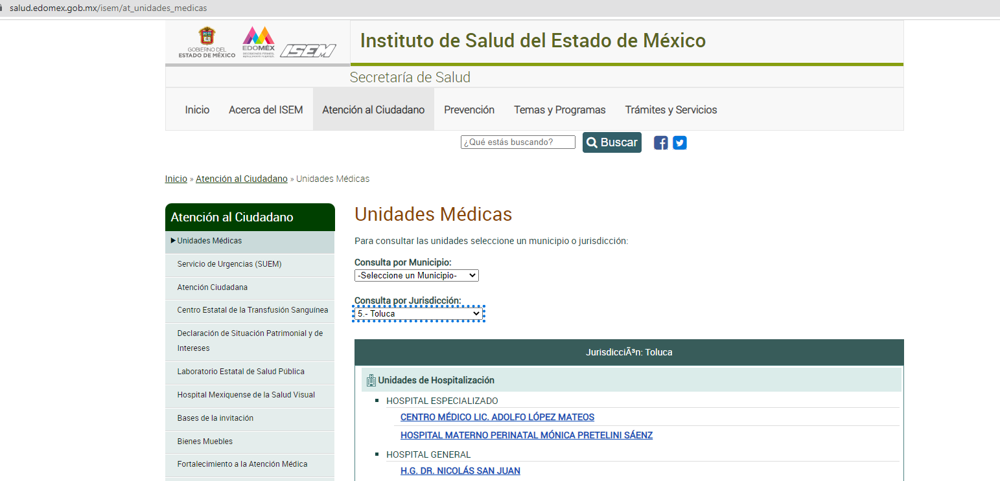 salud.edomex.gob.mx/isem/at_unidades_medicas
GOBIERNO DEL
ESTADO DE MÉXICO
EDOMÉX
DECISIONES FIRMES, RESULTADOS FUERTES.
ISEM
Instituto de Salud del Estado de México
Secretaría de Salud
Inicio Acerca del ISEM Atención al Ciudadano Prevención Temas y Programas Trámites y Servicios
¿Qué estás buscando? Buscar
Inicio » Atención al Ciudadano » Unidades Médicas
Atención al Ciudadano
Unidades Médicas
Servicio de Urgencias (SUEM)
Atención Ciudadana
Centro Estatal de la Transfusión Sanguínea
Declaración de Situación Patrimonial y de
Intereses
Laboratorio Estatal de Salud Pública
Hospital Mexiquense de la Salud Visual
Bases de la invitación
Bienes Muebles
Fortalecimiento a la Atención Médica
Unidades Médicas
Para consultar las unidades seleccione un municipio o jurisdicción:
Consulta por Municipio:
-Seleccione un Municipio-
Consulta por Jurisdicción:
5.- Toluca
JurisdicciÃ³n: Toluca
Unidades de Hospitalización
HOSPITAL ESPECIALIZADO
CENTRO MÉDICO LIC. ADOLFO LÓPEZ MATEOS
HOSPITAL MATERNO PERINATAL MÓNICA PRETELINI SÁENZ
HOSPITAL GENERAL
H.G. DR. NICOLÁS SAN JUAN